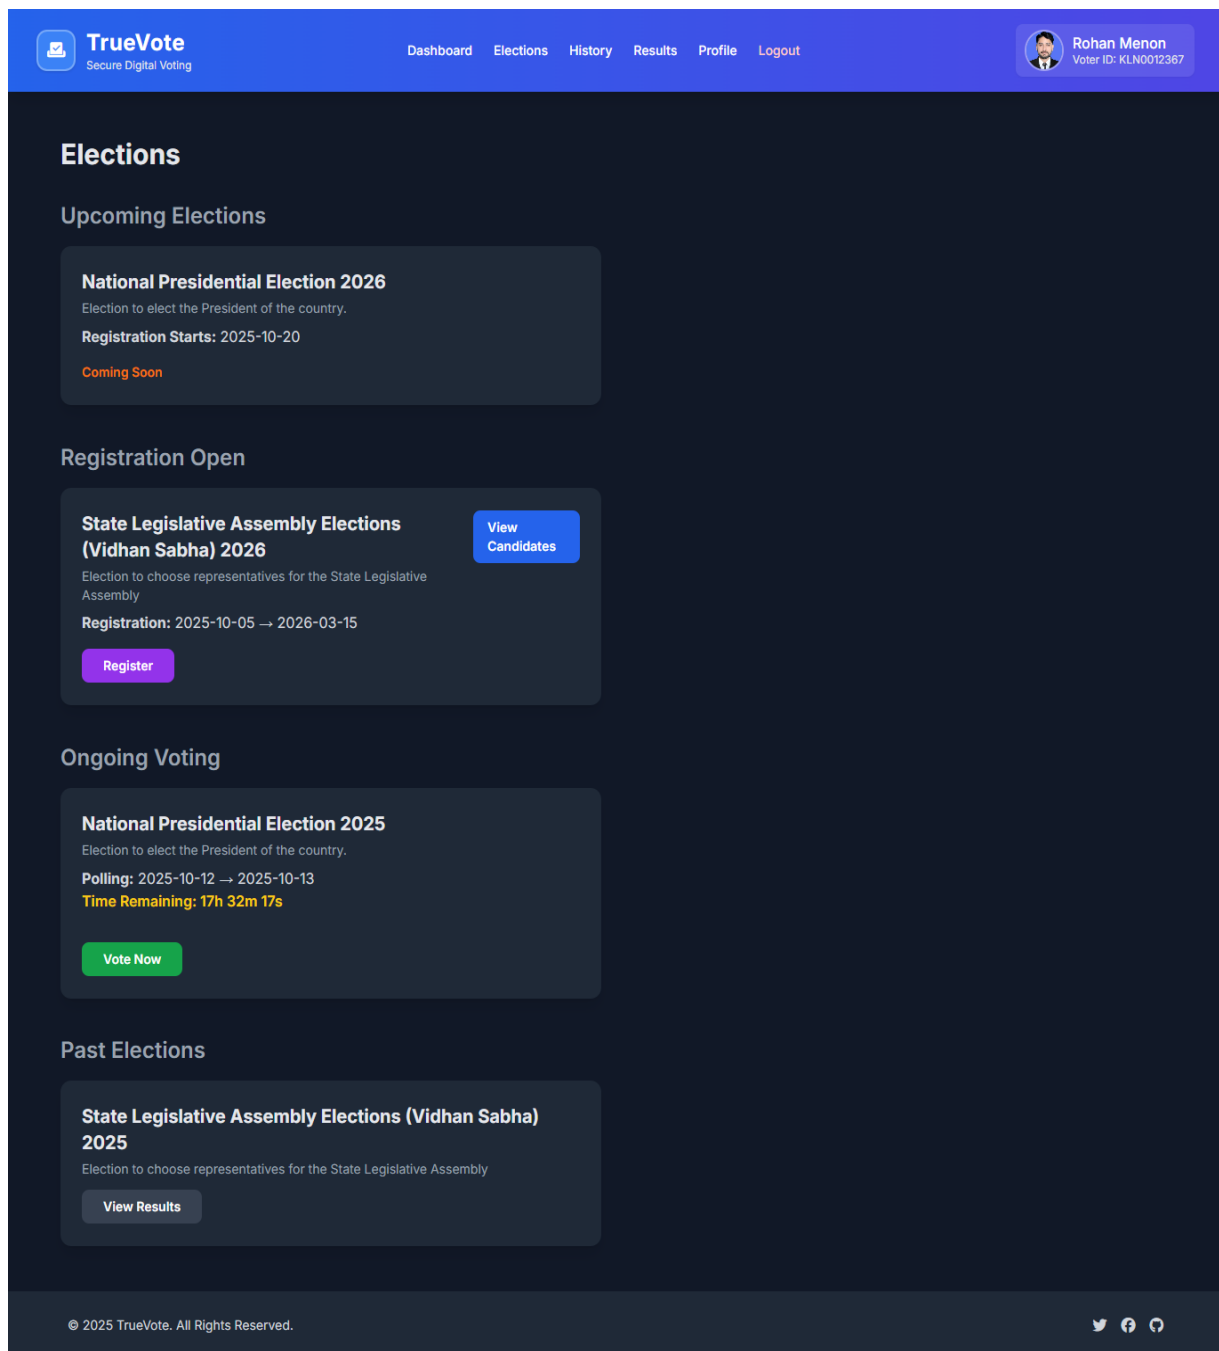 TrueVote
Secure Digital Voting
Dashboard Elections History Results Profile Logout
Rohan Menon
Voter ID: KLN0012367
Elections
Upcoming Elections
National Presidential Election 2026
Election to elect the President of the country.
Registration Starts: 2025-10-20
Coming Soon
Registration Open
State Legislative Assembly Elections
(Vidhan Sabha) 2026
View
Candidates
Election to choose representatives for the State Legislative
Assembly
Registration: 2025-10-05 → 2026-03-15
Register
Ongoing Voting
National Presidential Election 2025
Election to elect the President of the country.
Polling: 2025-10-12 → 2025-10-13
Time Remaining: 17h 32m 17s
Vote Now
Past Elections
State Legislative Assembly Elections (Vidhan Sabha)
2025
Election to choose representatives for the State Legislative Assembly
View Results
© 2025 TrueVote. All Rights Reserved.